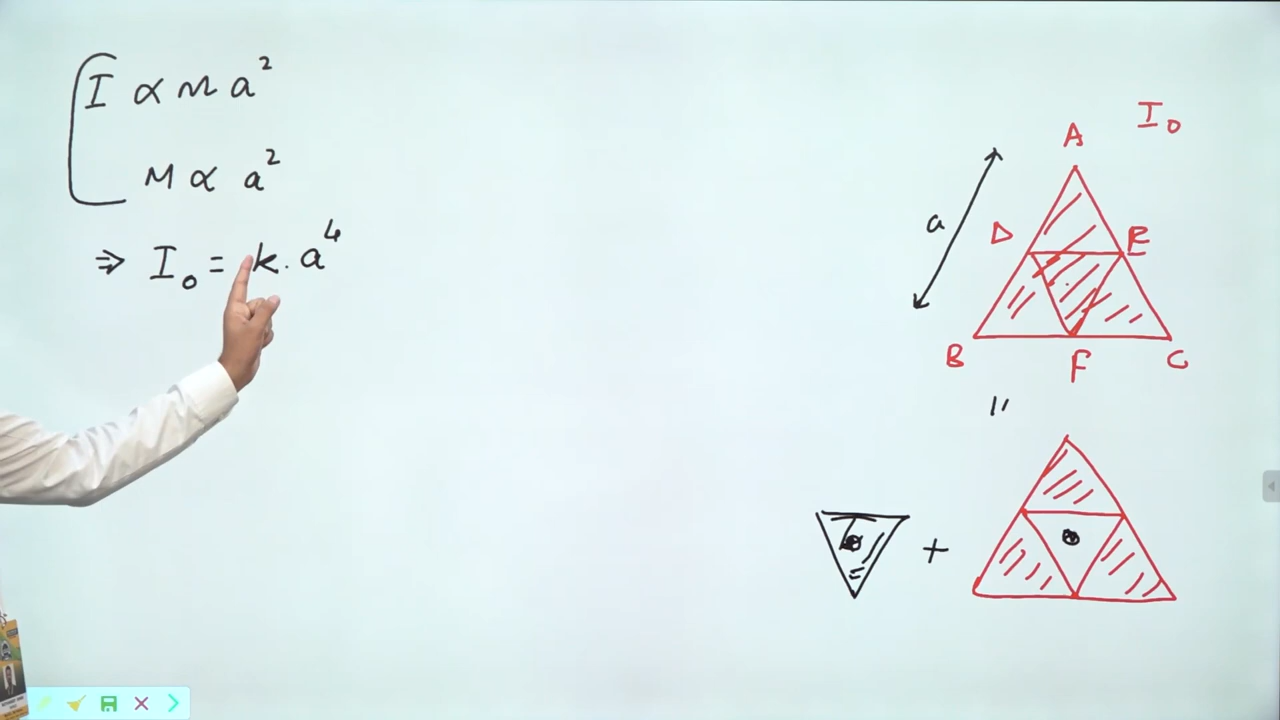 I ∝ M a²
M ∝ a²
⇒ I₀ = k. a⁴
I₀
A
a
D
E
B
F
C
"
+